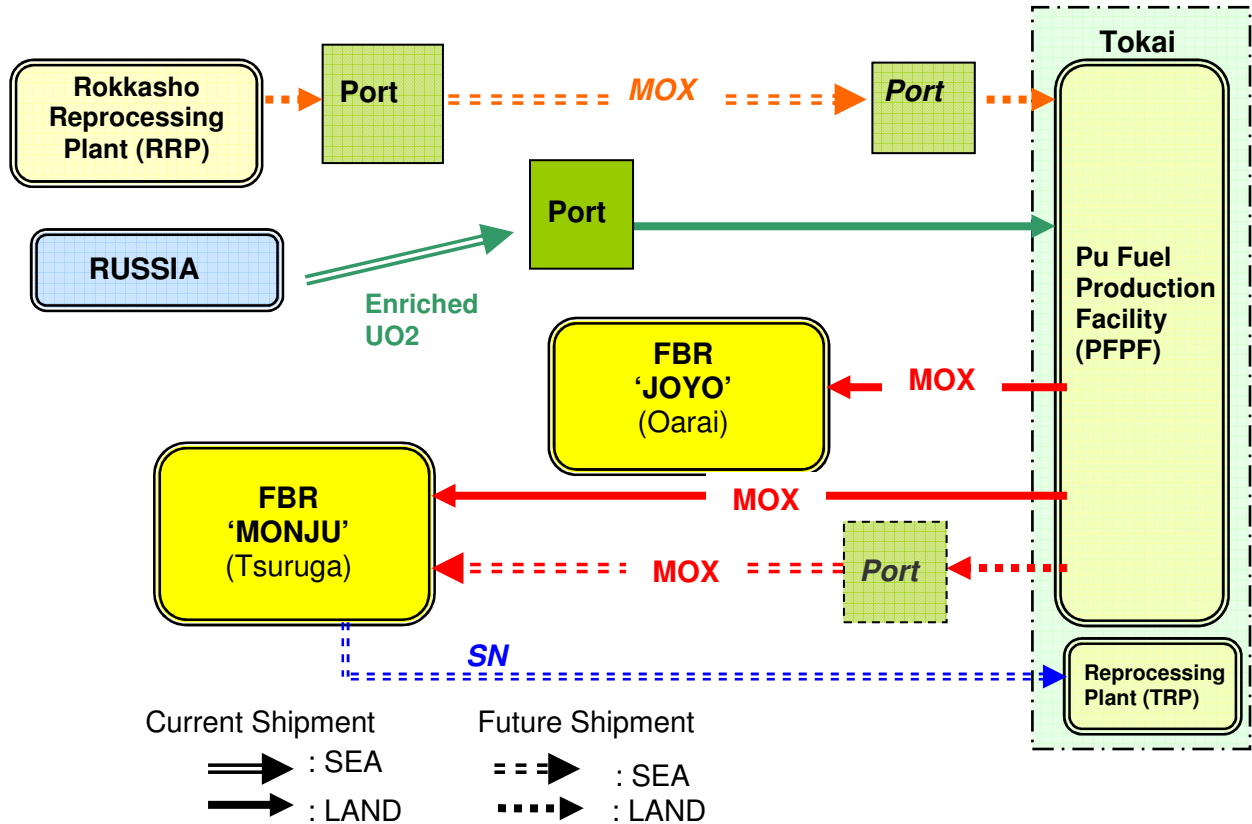 Tokai
Rokkasho
Reprocessing
Plant (RRP)
Port
MOX
Port
RUSSIA
Enriched
UO2
Port
Pu Fuel
Production
Facility
(PFPF)
FBR
‘JOYO’
(Oarai)
MOX
FBR
‘MONJU’
(Tsuruga)
MOX
MOX
Port
SN
Reprocessing
Plant (TRP)
Current Shipment
: SEA
: LAND
Future Shipment
: SEA
: LAND